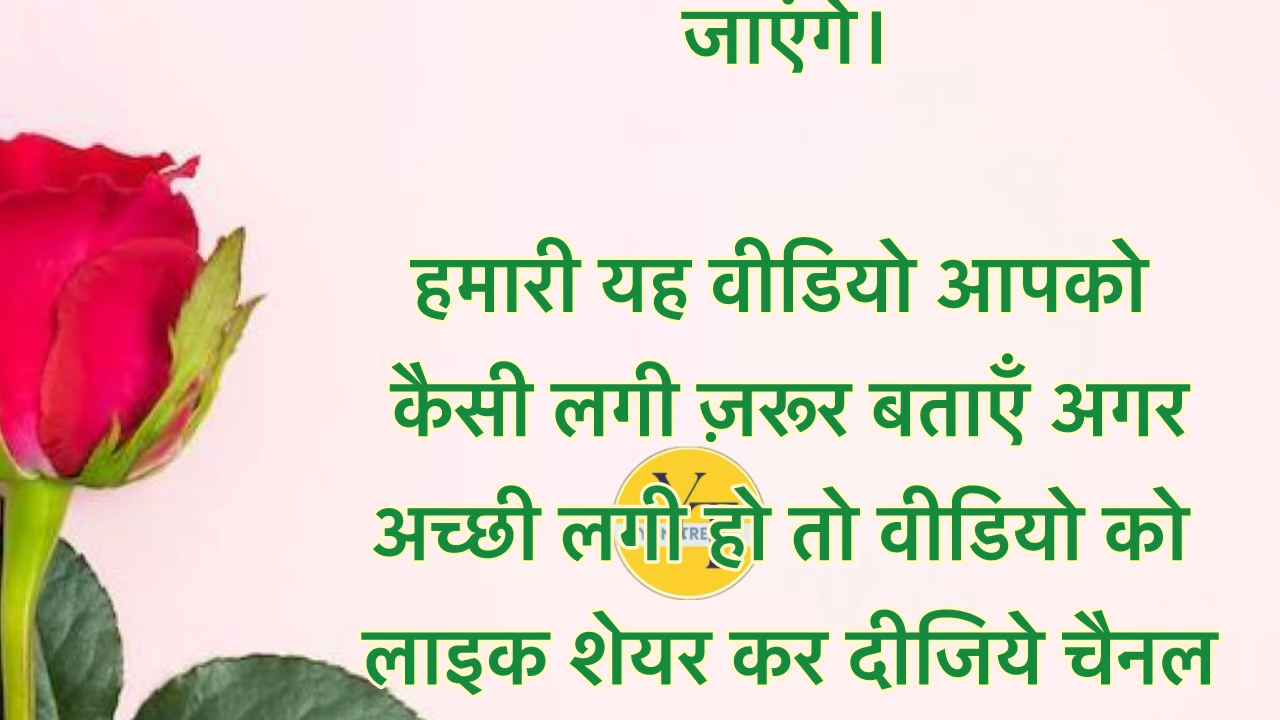 जाएंगे।
हमारी यह वीडियो आपको
कैसी लगी ज़रूर बताएँ अगर
अच्छी लगी हो तो वीडियो को
लाइक शेयर कर दीजिये चैनल